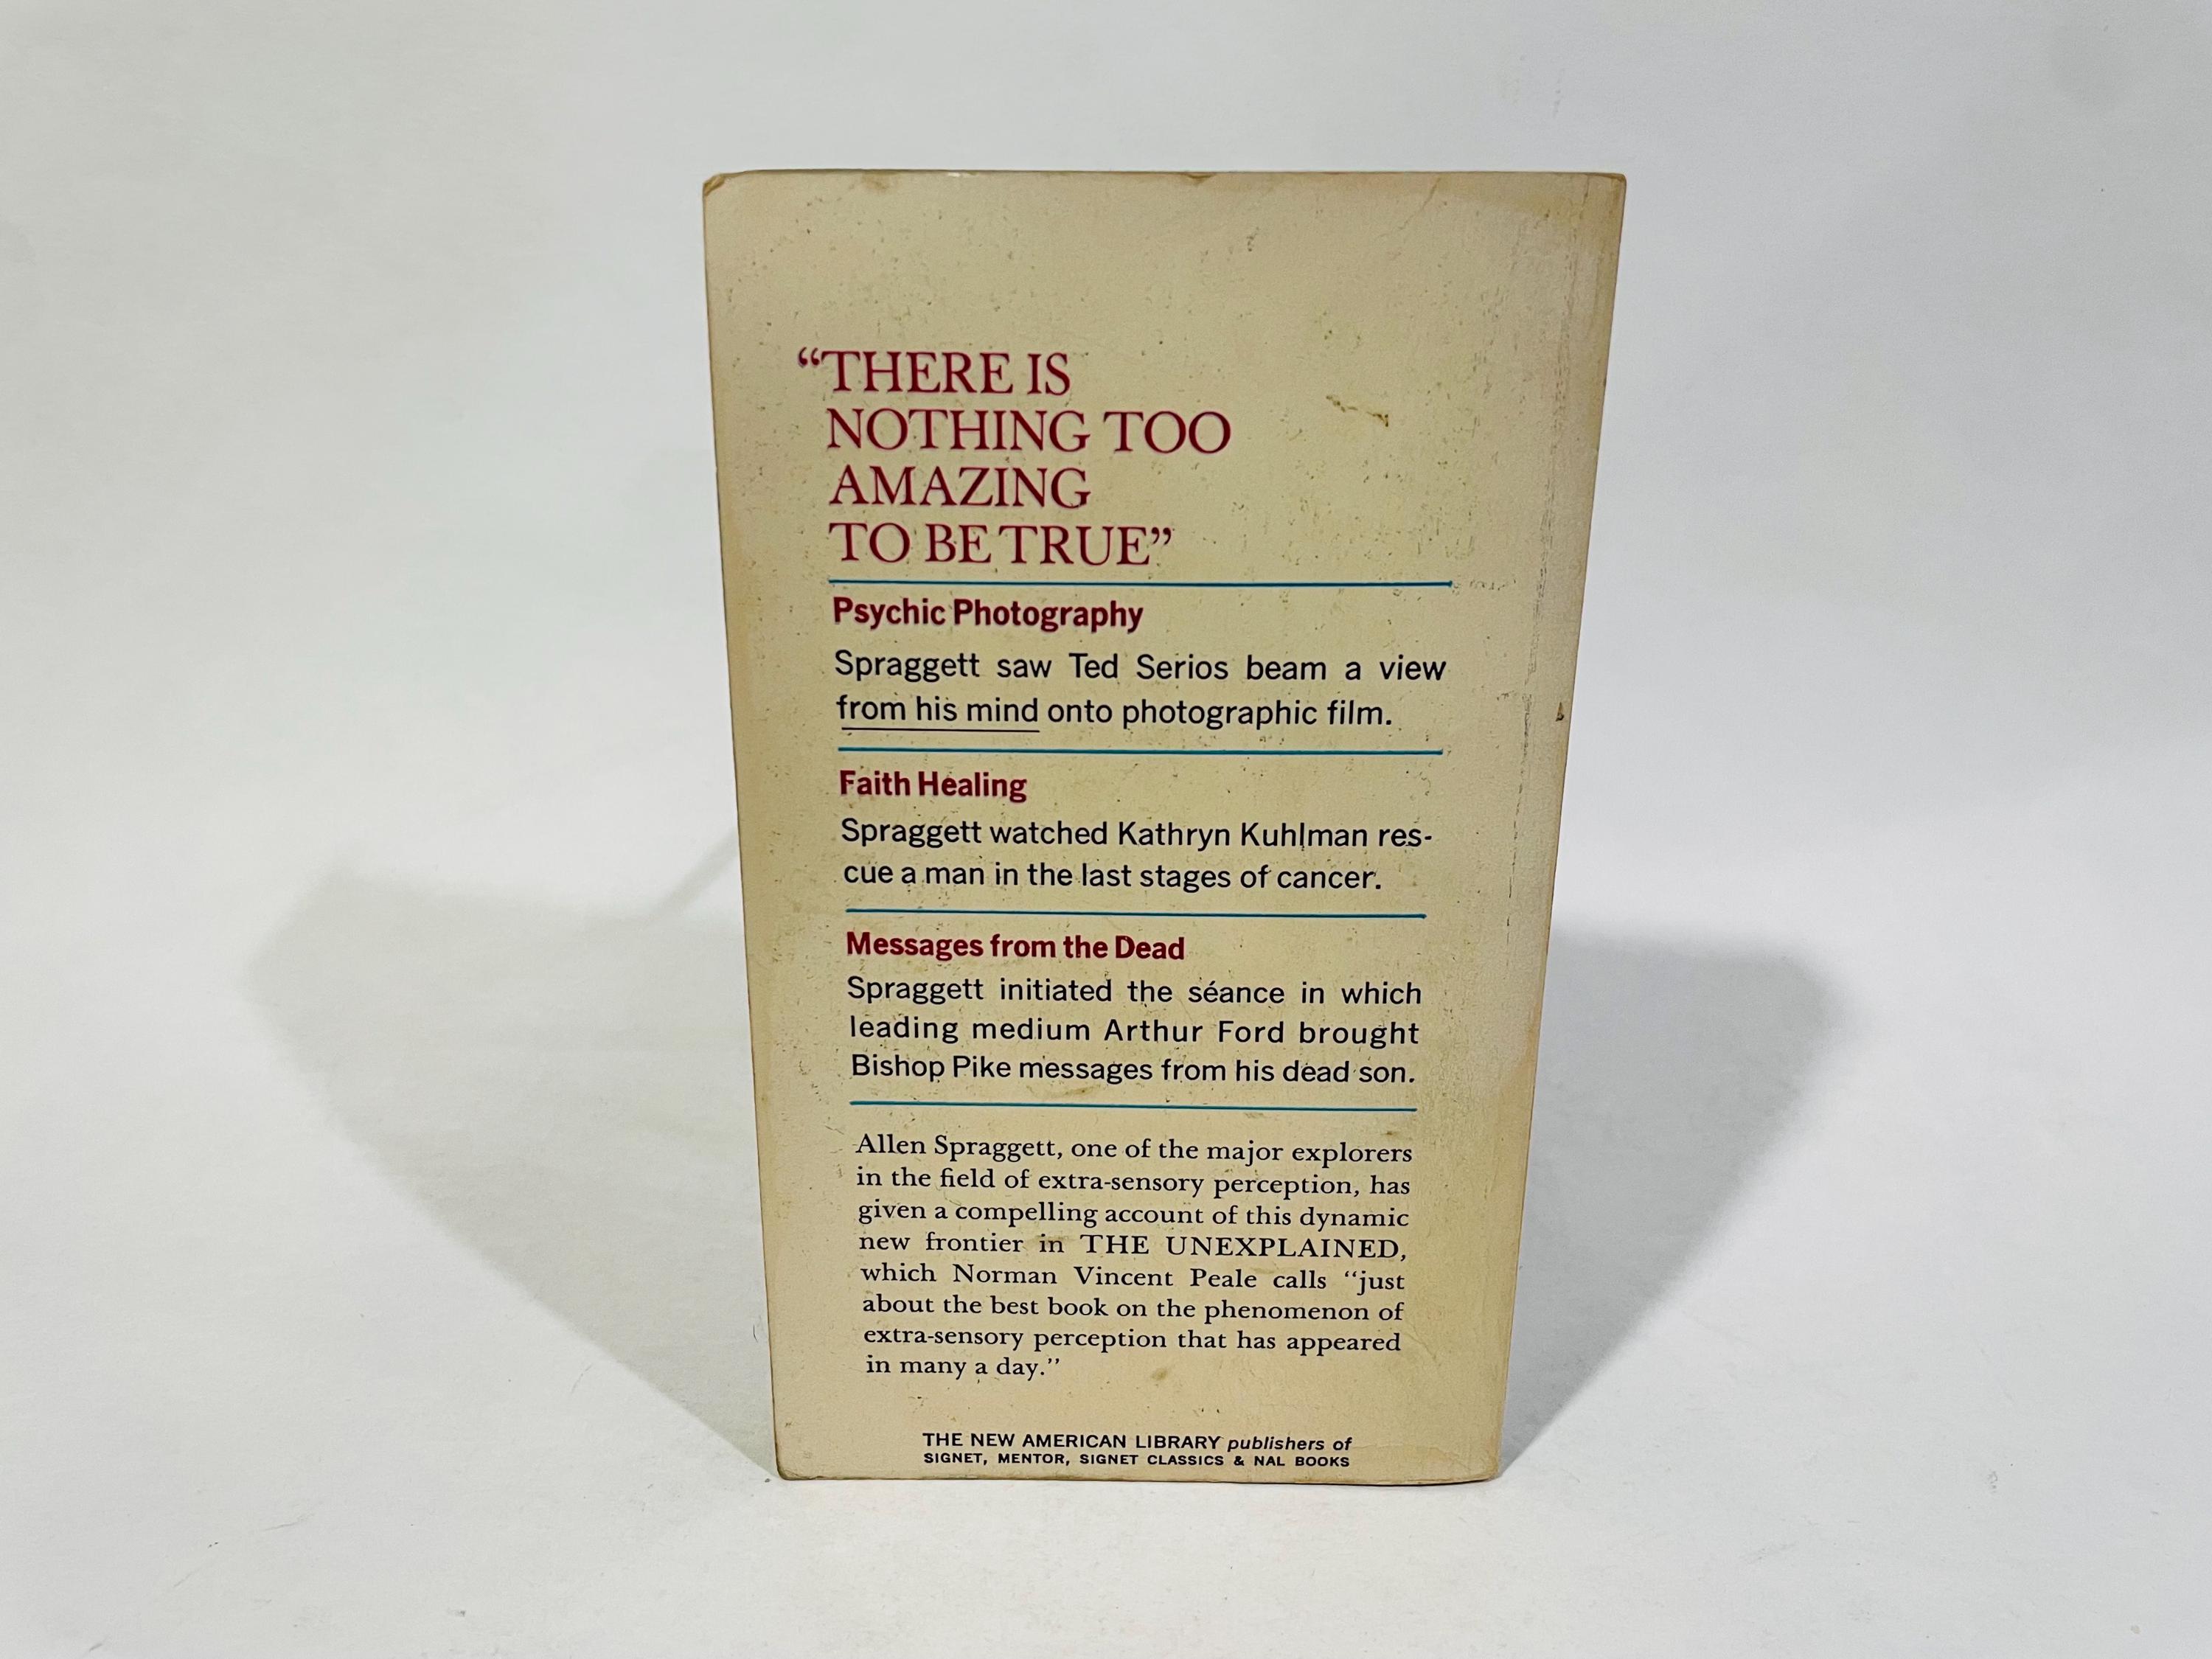 “THERE IS
NOTHING TOO
AMAZING
TO BE TRUE”
Psychic Photography
Spraggett saw Ted Serios beam a view
from his mind onto photographic film.
Faith Healing
Spraggett watched Kathryn Kuhlman res-
cue a man in the last stages of cancer.
Messages from the Dead
Spraggett initiated the séance in which
leading medium Arthur Ford brought
Bishop Pike messages from his dead son.
Allen Spraggett, one of the major explorers
in the field of extra-sensory perception, has
given a compelling account of this dynamic
new frontier in THE UNEXPLAINED,
which Norman Vincent Peale calls “just
about the best book on the phenomenon of
extra-sensory perception that has appeared
in many a day.”
THE NEW AMERICAN LIBRARY publishers of
SIGNET, MENTOR, SIGNET CLASSICS & NAL BOOKS